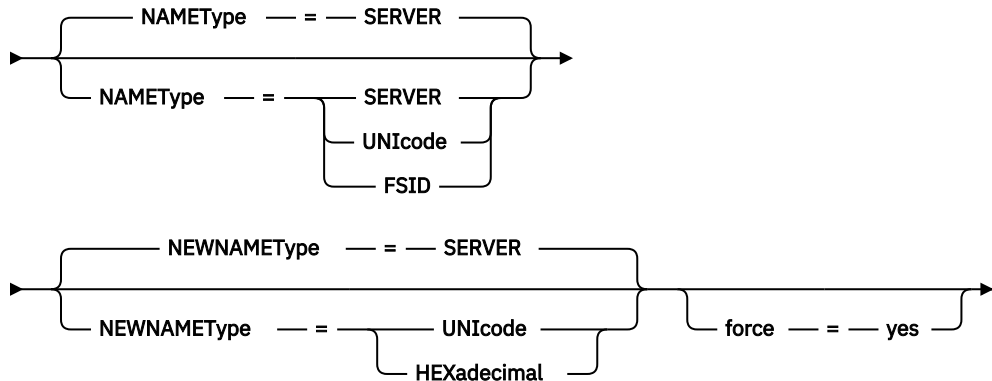 NAMEType = SERVER
NAMEType = SERVER
UNIcode
FSID
NEWNAMEType = SERVER
NEWNAMEType = UNIcode force = yes
HEXadecimal